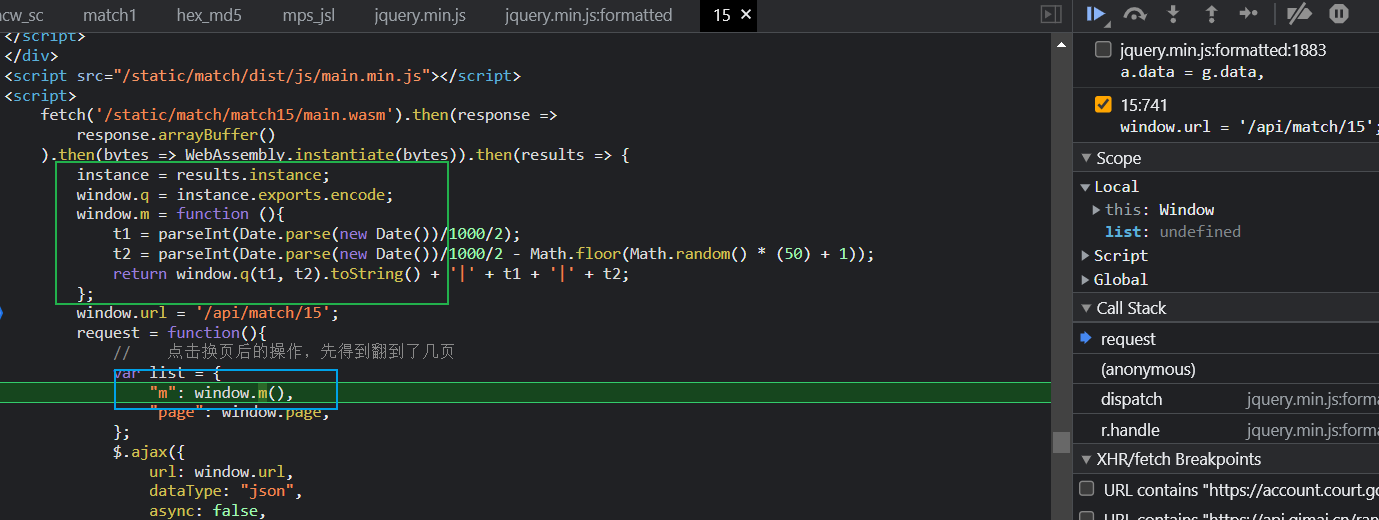 cw_sc match1 hex_md5 mps_jsl jquery.min.js jquery.min.js:formatted 15 ×
</script>
</div>
<script src="/static/match/dist/js/main.min.js"></script>
<script>
fetch('/static/match/match15/main.wasm').then(response =>
response.arrayBuffer()
).then(bytes => WebAssembly.instantiate(bytes)).then(results => {
instance = results.instance;
window.q = instance.exports.encode;
window.m = function (){
t1 = parseInt(Date.parse(new Date())/1000/2);
t2 = parseInt(Date.parse(new Date())/1000/2 - Math.floor(Math.random() * (50) + 1));
return window.q(t1, t2).toString() + '|' + t1 + '|' + t2;
};
window.url = '/api/match/15';
request = function(){
// 点击换页后的操作，先得到翻到了几页
var list = {
"m": window.m(),
"page": window.page,
};
$.ajax({
url: window.url,
dataType: "json",
async: false,
jquery.min.js:formatted:1883
a.data = g.data,
15:741
window.url = '/api/match/15';
Scope
Local
this: Window
list: undefined
Script
Global
Call Stack
request
(anonymous)
dispatch jquery.min.js:forma
r.handle jquery.min.js:forma
XHR/fetch Breakpoints
URL contains "https://account.court.go
URL contains "https://api.qimai.cn/ran